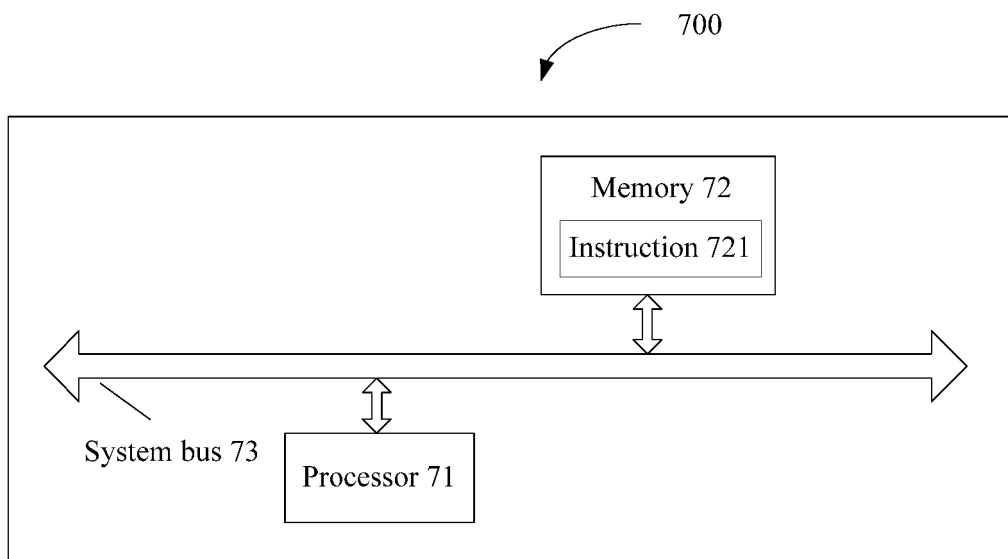 700
Memory 72
Instruction 721
System bus 73
Processor 71